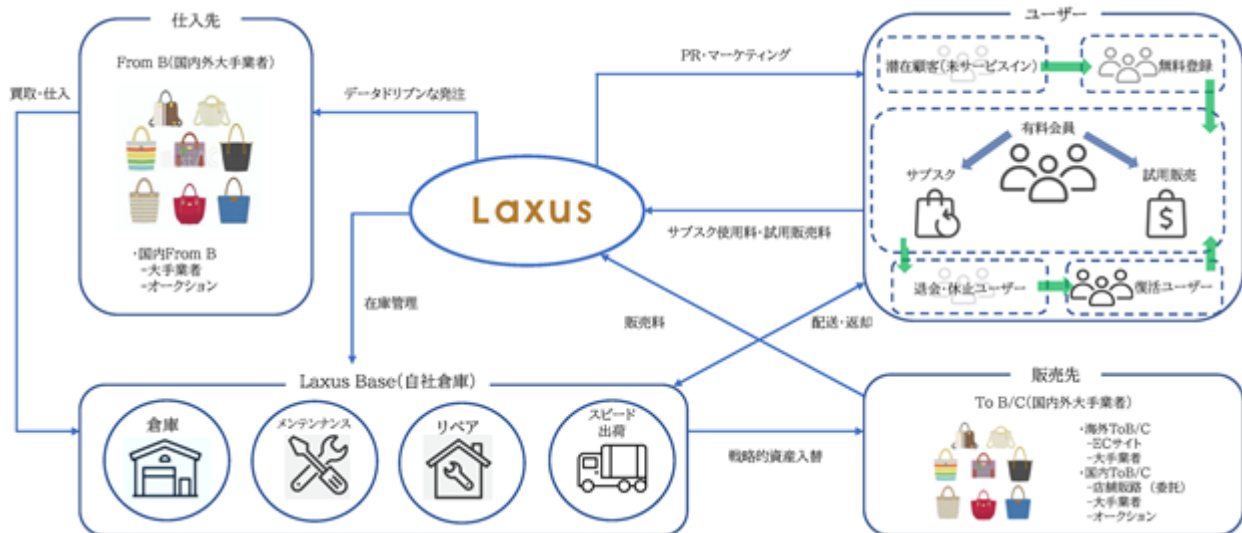 仕入先
From B(国内外大手業者)
・国内From B
-大手業者
-オークション
買取・仕入
データドリブンな発注
PR・マーケティング
Laxus
ユーザー
潜在顧客(未サービスイン)
無料登録
有料会員
サブスク
試用販売
$
退会・休止ユーザー
復活ユーザー
サブスク使用料・試用販売料
在庫管理
販売料
配送・返却
Laxus Base(自社倉庫)
倉庫
メンテンナンス
リペア
スピード
出荷
戦略的資産入替
販売先
To B/C(国内外大手業者)
・海外ToB/C
-ECサイト
-大手業者
・国内ToB/C
-店舗販路（委託）
-大手業者
-オークション